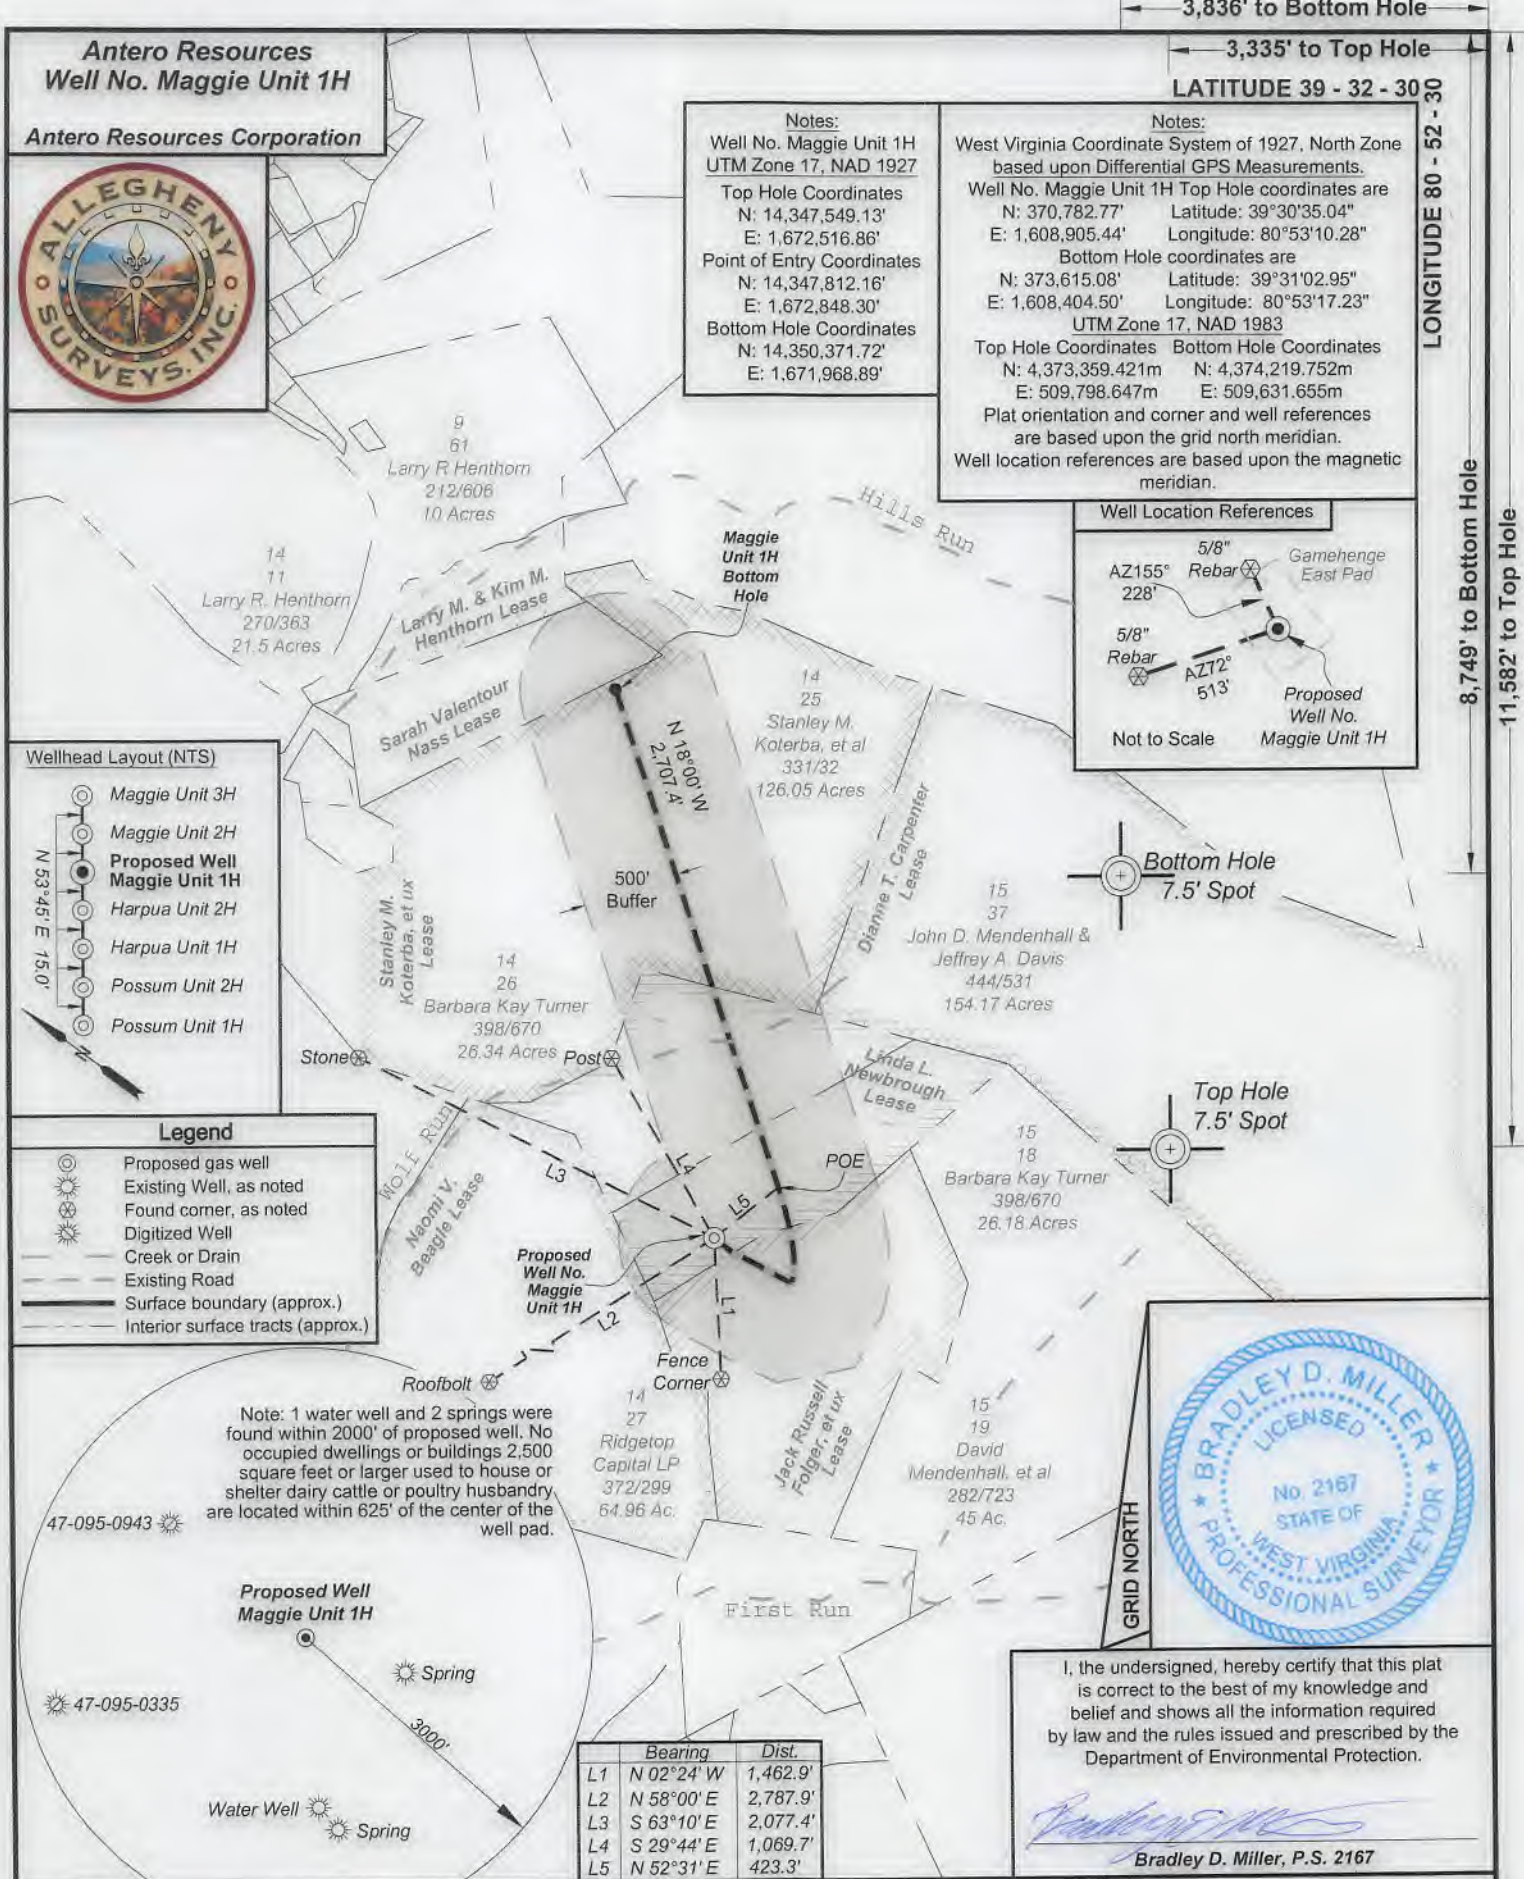 3,836' to Bottom Hole
3,335' to Top Hole
LATITUDE 39 - 32 - 30
LONGITUDE 80 - 52 - 30
8,749' to Bottom Hole
11,582' to Top Hole
Antero Resources
Well No. Maggie Unit 1H
Antero Resources Corporation
ALLEGHENY
SURVEYS, INC.
Notes:
Well No. Maggie Unit 1H
UTM Zone 17, NAD 1927
Top Hole Coordinates
N: 14,347,549.13'
E: 1,672,516.86'
Point of Entry Coordinates
N: 14,347,812.16'
E: 1,672,848.30'
Bottom Hole Coordinates
N: 14,350,371.72'
E: 1,671,968.89'
Notes:
West Virginia Coordinate System of 1927, North Zone
based upon Differential GPS Measurements.
Well No. Maggie Unit 1H Top Hole coordinates are
N: 370,782.77' Latitude: 39°30'35.04"
E: 1,608,905.44' Longitude: 80°53'10.28"
Bottom Hole coordinates are
N: 373,615.08' Latitude: 39°31'02.95"
E: 1,608,404.50' Longitude: 80°53'17.23"
UTM Zone 17, NAD 1983
Top Hole Coordinates Bottom Hole Coordinates
N: 4,373,359.421m N: 4,374,219.752m
E: 509,798.647m E: 509,631.655m
Plat orientation and corner and well references
are based upon the grid north meridian.
Well location references are based upon the magnetic
meridian.
Well Location References
5/8"
Rebar
Gamehenge
East Pad
AZ155°
228'
5/8"
Rebar
AZ72°
513'
Proposed
Well No.
Maggie Unit 1H
Not to Scale
9
61
Larry R Henthorn
212/606
10 Acres
14
11
Larry R. Henthorn
270/363
21.5 Acres
Larry M. & Kim M.
Henthorn Lease
Sarah Valentour
Nass Lease
Hills Run
Maggie
Unit 1H
Bottom
Hole
14
25
Stanley M.
Koterba, et al
331/32
126.05 Acres
N 18°00' W
2,707.4'
500'
Buffer
Dianne T. Carpenter
Lease
15
37
John D. Mendenhall &
Jeffrey A. Davis
444/531
154.17 Acres
Bottom Hole
7.5' Spot
Top Hole
7.5' Spot
Wellhead Layout (NTS)
Maggie Unit 3H
Maggie Unit 2H
Proposed Well
Maggie Unit 1H
Harpua Unit 2H
Harpua Unit 1H
Possum Unit 2H
Possum Unit 1H
N 53°45' E 15.0'
N
Stanley M.
Koterba, et ux
Lease
14
26
Barbara Kay Turner
398/670
26.34 Acres
Stone
Post
Linda L.
Newbrough
Lease
15
18
Barbara Kay Turner
398/670
26.18 Acres
POE
Legend
Proposed gas well
Existing Well, as noted
Found corner, as noted
Digitized Well
Creek or Drain
Existing Road
Surface boundary (approx.)
Interior surface tracts (approx.)
Wolf Run
Naomi V.
Beagle Lease
L3
L4
L5
L1
L2
Proposed
Well No.
Maggie
Unit 1H
Roofbolt
Fence
Corner
14
27
Ridgetop
Capital LP
372/299
64.96 Ac.
Jack Russell
Folger, et ux
Lease
15
19
David
Mendenhall, et al
282/723
45 Ac.
Note: 1 water well and 2 springs were
found within 2000' of proposed well. No
occupied dwellings or buildings 2,500
square feet or larger used to house or
shelter dairy cattle or poultry husbandry
are located within 625' of the center of the
well pad.
47-095-0943
Proposed Well
Maggie Unit 1H
Spring
47-095-0335
3000'
Water Well
Spring
First Run
Bearing Dist.
L1 N 02°24' W 1,462.9'
L2 N 58°00' E 2,787.9'
L3 S 63°10' E 2,077.4'
L4 S 29°44' E 1,069.7'
L5 N 52°31' E 423.3'
GRID NORTH
BRADLEY D. MILLER
LICENSED
No. 2167
STATE OF
WEST VIRGINIA
PROFESSIONAL SURVEYOR
I, the undersigned, hereby certify that this plat
is correct to the best of my knowledge and
belief and shows all the information required
by law and the rules issued and prescribed by the
Department of Environmental Protection.
Bradley D. Miller, P.S. 2167